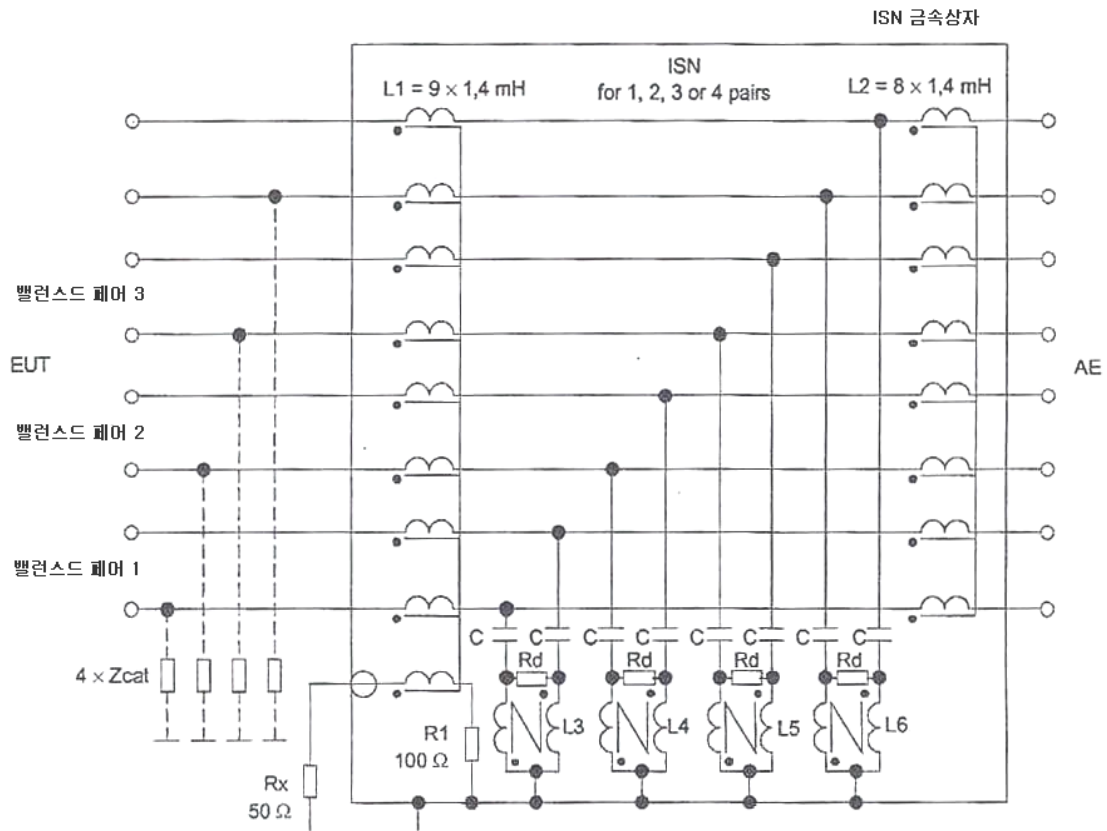 ISN 금속상자
ISN
for 1, 2, 3 or 4 pairs
L1 = 9 × 1,4 mH
L2 = 8 × 1,4 mH
밸런스드 페어 3
EUT
AE
밸런스드 페어 2
밸런스드 페어 1
C
C
C
C
C
C
C
C
Rd
Rd
Rd
Rd
4 × Zcat
L3
L4
L5
L6
R1
100 Ω
Rx
50 Ω